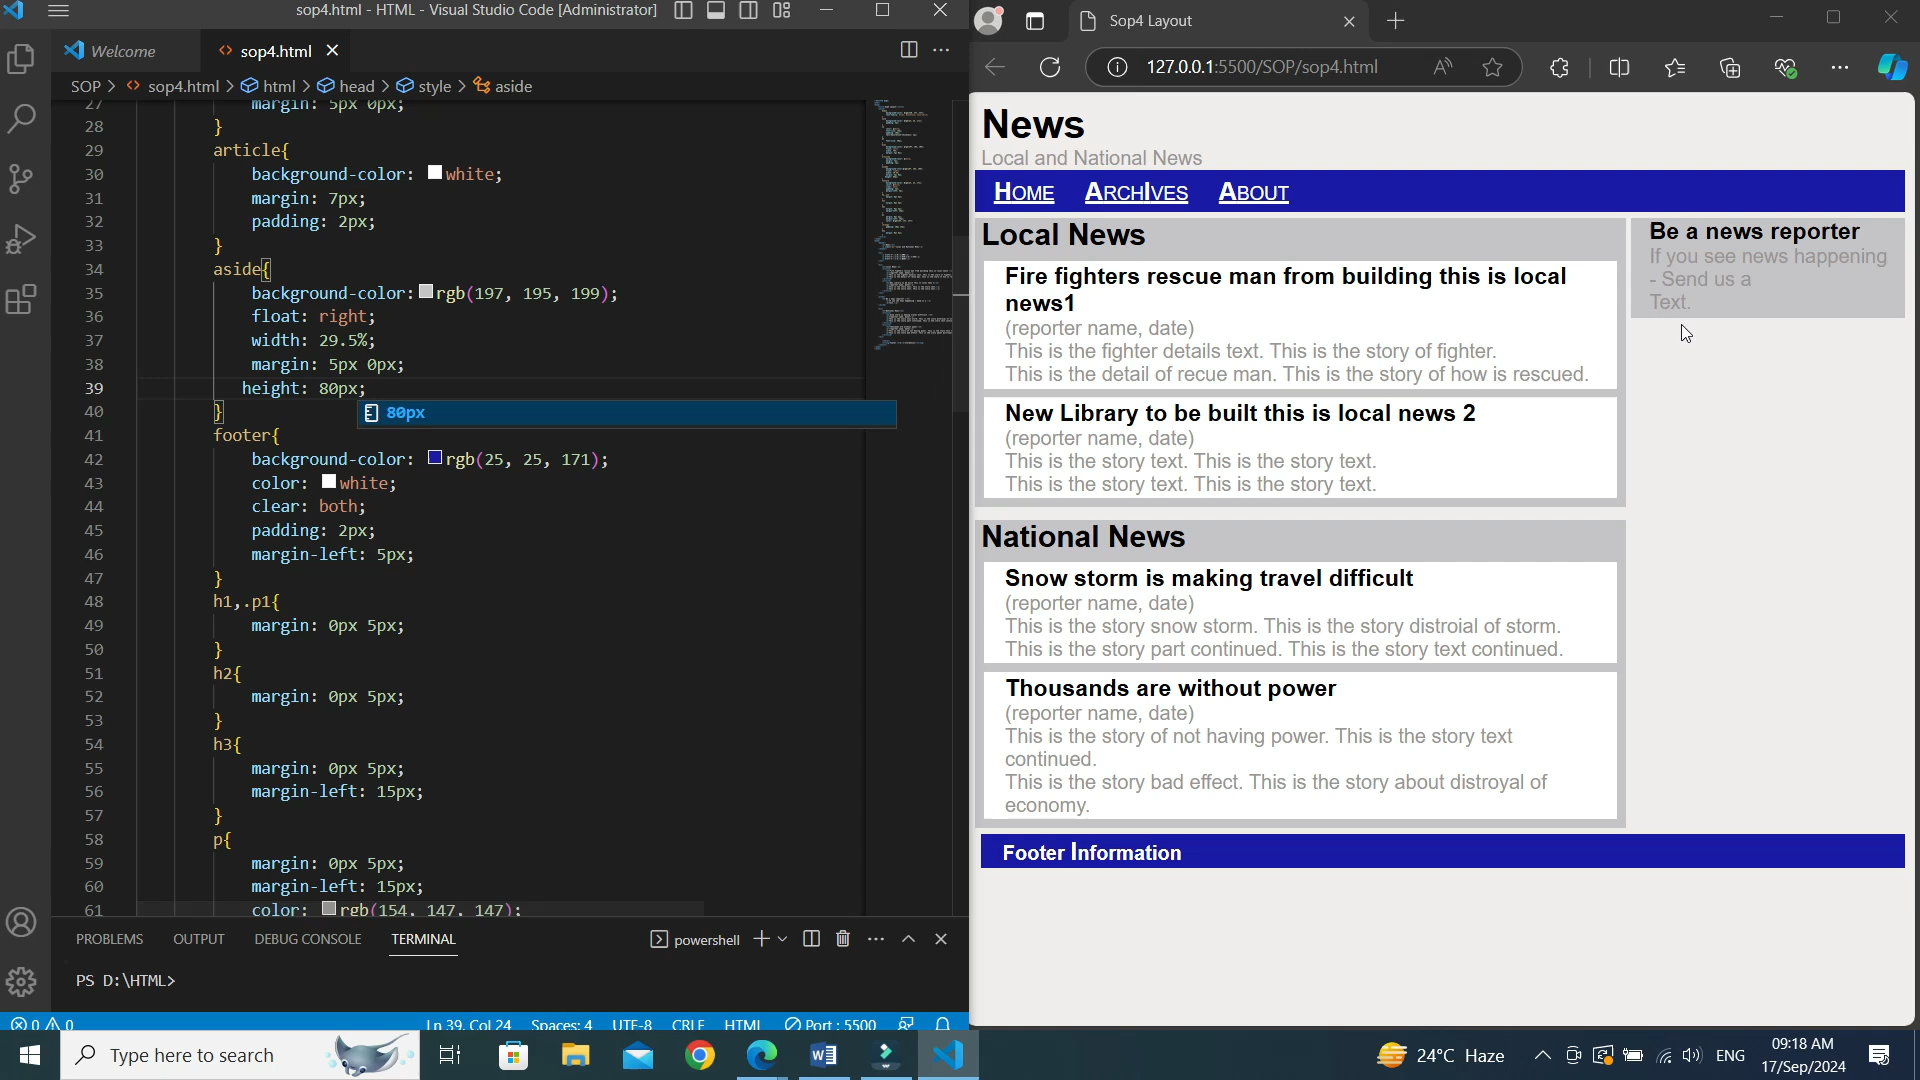 sop4.html - HTML - Visual Studio Code [Administrator]
Welcome
sop4.html
SOP > sop4.html > html > head > style > aside
27 margin: 5px 0px;
28 }
29 article{
30 background-color: white;
31 margin: 7px;
32 padding: 2px;
33 }
34 aside{
35 background-color: rgb(197, 195, 199);
36 float: right;
37 width: 29.5%;
38 margin: 5px 0px;
39 height: 80px;
80px
40 }
41 footer{
42 background-color: rgb(25, 25, 171);
43 color: white;
44 clear: both;
45 padding: 2px;
46 margin-left: 5px;
47 }
48 h1,.p1{
49 margin: 0px 5px;
50 }
51 h2{
52 margin: 0px 5px;
53 }
54 h3{
55 margin: 0px 5px;
56 margin-left: 15px;
57 }
58 p{
59 margin: 0px 5px;
60 margin-left: 15px;
61 color: rgb(154, 147, 147);
PROBLEMS OUTPUT DEBUG CONSOLE TERMINAL
powershell
PS D:\HTML>
0 0
Ln 39, Col 24 Spaces: 4 UTF-8 CRLF HTML Port : 5500
Sop4 Layout
127.0.0.1:5500/SOP/sop4.html
News
Local and National News
HOME ARCHIVES ABOUT
Local News
Fire fighters rescue man from building this is local
news1
(reporter name, date)
This is the fighter details text. This is the story of fighter.
This is the detail of recue man. This is the story of how is rescued.
New Library to be built this is local news 2
(reporter name, date)
This is the story text. This is the story text.
This is the story text. This is the story text.
National News
Snow storm is making travel difficult
(reporter name, date)
This is the story snow storm. This is the story distroial of storm.
This is the story part continued. This is the story text continued.
Thousands are without power
(reporter name, date)
This is the story of not having power. This is the story text
continued.
This is the story bad effect. This is the story about distroyal of
economy.
Be a news reporter
If you see news happening
- Send us a
Text.
Footer Information
Type here to search
24°C Haze
ENG
09:18 AM
17/Sep/2024